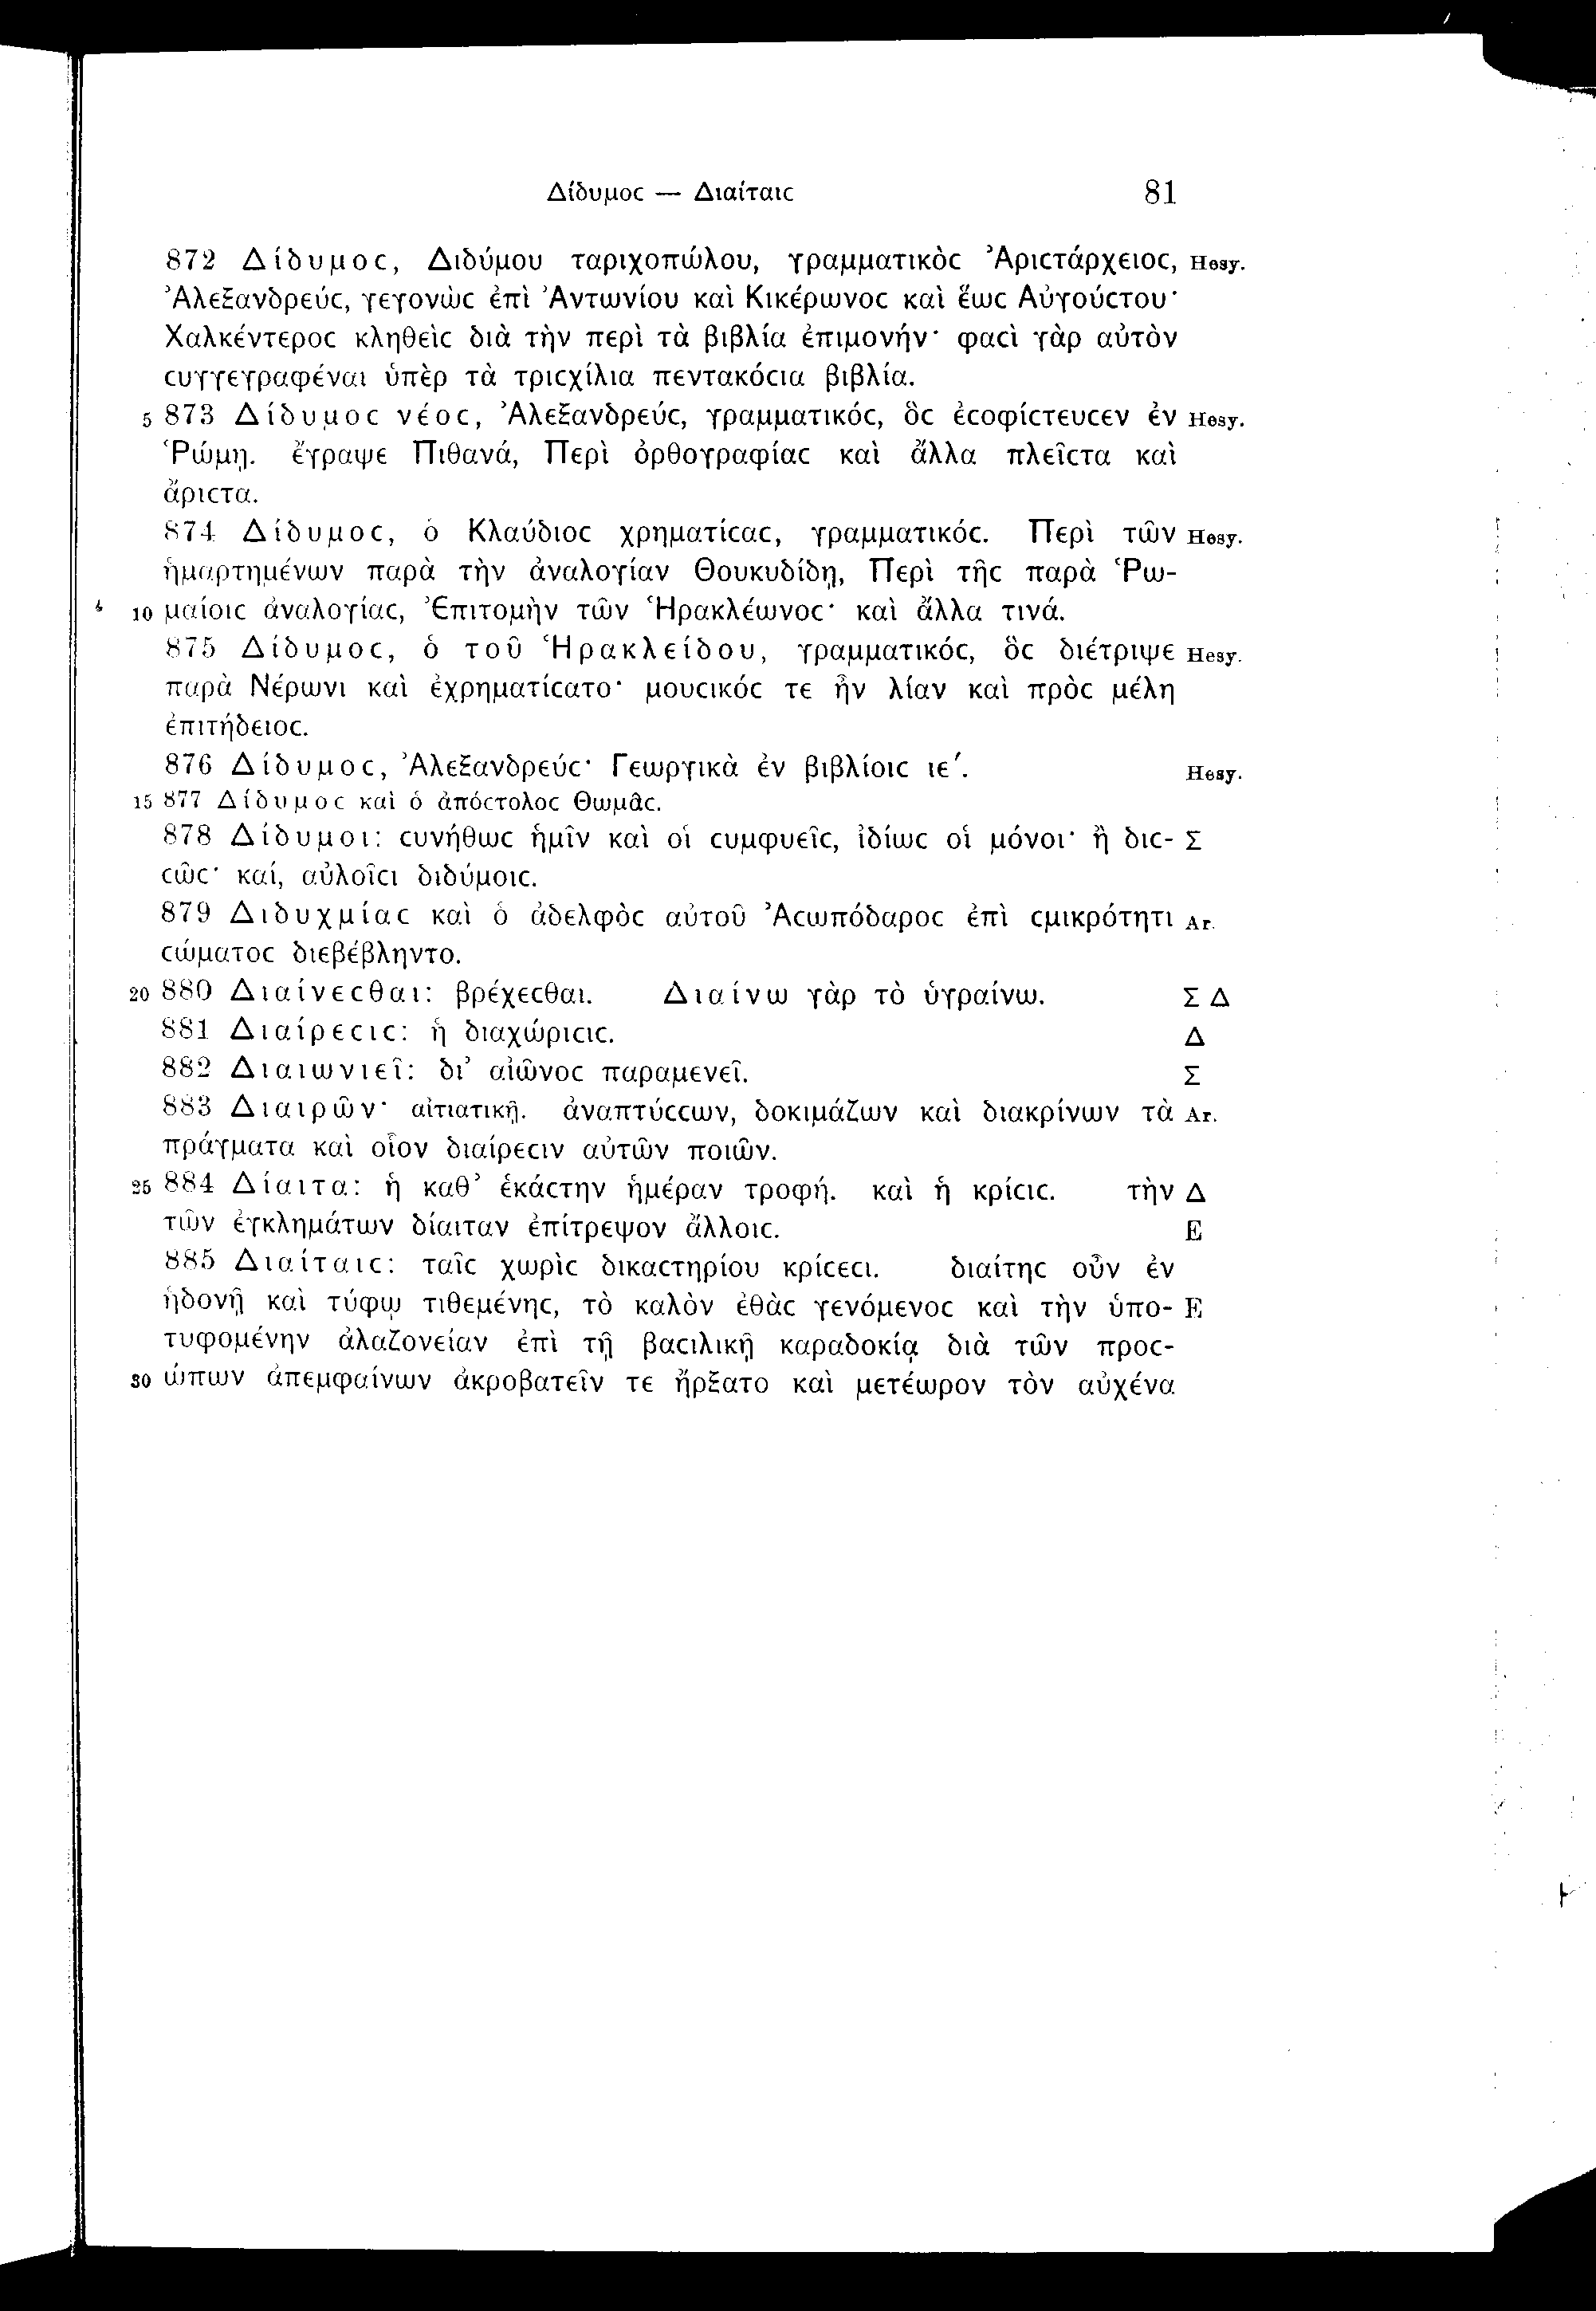 Δίδυμοϲ — Διαίταιϲ 81
872 Δίδυμοϲ, Διδύμου ταριχοπώλου, γραμματικὸϲ Ἀριϲτάρχειοϲ, Hesy.
Ἀλεξανδρεύϲ, γεγονὼϲ ἐπὶ Ἀντωνίου καὶ Κικέρωνοϲ καὶ ἕωϲ Αὐγούϲτου·
Χαλκέντεροϲ κληθεὶϲ διὰ τὴν περὶ τὰ βιβλία ἐπιμονήν· φαϲὶ γὰρ αὐτὸν
ϲυγγεγραφέναι ὑπὲρ τὰ τριϲχίλια πεντακόϲια βιβλία.
5 873 Δίδυμοϲ νέοϲ, Ἀλεξανδρεύϲ, γραμματικόϲ, ὃϲ ἐϲοφίϲτευϲεν ἐν Hesy.
Ῥώμῃ. ἔγραψε Πιθανά, Περὶ ὀρθογραφίαϲ καὶ ἄλλα πλεῖϲτα καὶ
ἄριϲτα.
874 Δίδυμοϲ, ὁ Κλαύδιοϲ χρηματίϲαϲ, γραμματικόϲ. Περὶ τῶν Hesy.
ἡμαρτημένων παρὰ τὴν ἀναλογίαν Θουκυδίδῃ, Περὶ τῆϲ παρὰ Ῥω-
10 μαίοιϲ ἀναλογίαϲ, Ἐπιτομὴν τῶν Ἡρακλέωνοϲ· καὶ ἄλλα τινά.
875 Δίδυμοϲ, ὁ τοῦ Ἡρακλείδου, γραμματικόϲ, ὃϲ διέτριψε Hesy.
παρὰ Νέρωνι καὶ ἐχρηματίϲατο· μουϲικόϲ τε ἦν λίαν καὶ πρὸϲ μέλη
ἐπιτήδειοϲ.
876 Δίδυμοϲ, Ἀλεξανδρεύϲ· Γεωργικὰ ἐν βιβλίοιϲ ιε΄. Hesy.
15 877 Δίδυμοϲ καὶ ὁ ἀπόϲτολοϲ Θωμᾶϲ.
878 Δίδυμοι: ϲυνήθωϲ ἡμῖν καὶ οἱ ϲυμφυεῖϲ, ἰδίωϲ οἱ μόνοι· ἢ διϲ- Σ
ϲῶϲ· καί, αὐλοῖϲι διδύμοιϲ.
879 Διδυχμίαϲ καὶ ὁ ἀδελφὸϲ αὐτοῦ Ἀϲωπόδαροϲ ἐπὶ ϲμικρότητι Ar.
ϲώματοϲ διεβέβληντο.
20 880 Διαίνεϲθαι: βρέχεϲθαι. Διαίνω γὰρ τὸ ὑγραίνω. Σ Δ
881 Διαίρεϲιϲ: ἡ διαχώριϲιϲ. Δ
882 Διαιωνιεῖ: δι’ αἰῶνοϲ παραμενεῖ. Σ
883 Διαιρῶν· αἰτιατικῇ. ἀναπτύϲϲων, δοκιμάζων καὶ διακρίνων τὰ Ar.
πράγματα καὶ οἷον διαίρεϲιν αὐτῶν ποιῶν.
25 884 Δίαιτα: ἡ καθ’ ἑκάϲτην ἡμέραν τροφή. καὶ ἡ κρίϲιϲ. τὴν Δ
τῶν ἐγκλημάτων δίαιταν ἐπίτρεψον ἄλλοιϲ. E
885 Διαίταιϲ: ταῖϲ χωρὶϲ δικαϲτηρίου κρίϲεϲι. διαίτηϲ οὖν ἐν
ἡδονῇ καὶ τύφῳ τιθεμένηϲ, τὸ καλὸν ἐθὰϲ γενόμενοϲ καὶ τὴν ὑπο- E
τυφομένην ἀλαζονείαν ἐπὶ τῇ βαϲιλικῇ καραδοκίᾳ διὰ τῶν προϲ-
30 ώπων ἀπεμφαίνων ἀκροβατεῖν τε ἤρξατο καὶ μετέωρον τὸν αὐχένα